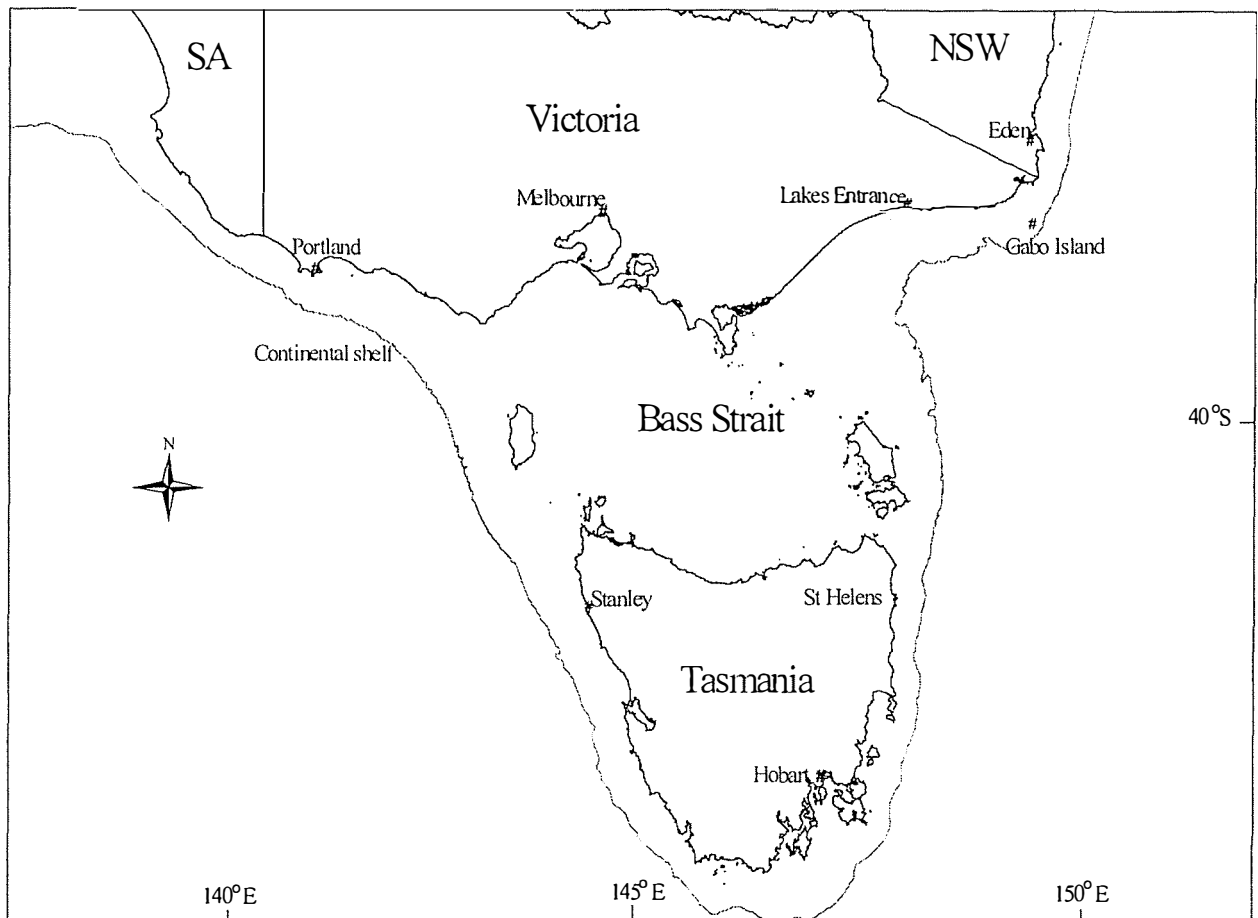 SA
NSW
Victoria
Eden
Melbourne
Lakes Entrance
Portland
Gabo Island
Continental shelf
Bass Strait
40°S
N
Stanley
St Helens
Tasmania
Hobart
140°E
145°E
150°E